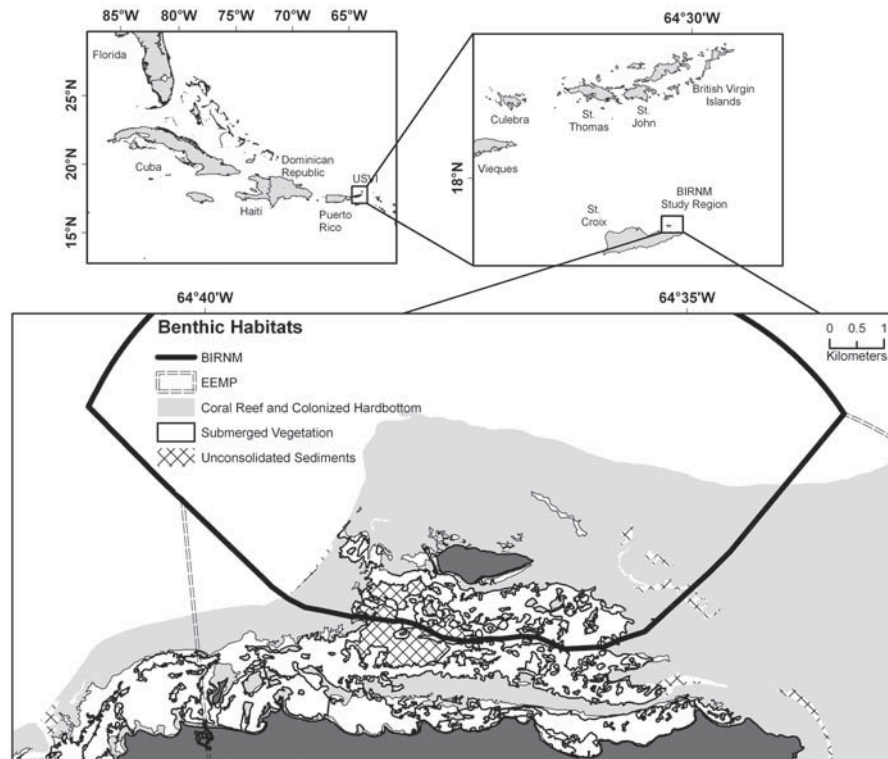 85°W 80°W 75°W 70°W 65°W
64°30'W
Florida
25°N
20°N
15°N
Cuba
Dominican
Republic
USVI
Haiti
Puerto
Rico
British Virgin
Islands
Culebra
St.
Thomas
St.
John
Vieques
18°N
BIRNM
Study Region
St.
Croix
64°40'W
64°35'W
Benthic Habitats
BIRNM
EEMP
Coral Reef and Colonized Hardbottom
Submerged Vegetation
Unconsolidated Sediments
0 0.5 1
Kilometers